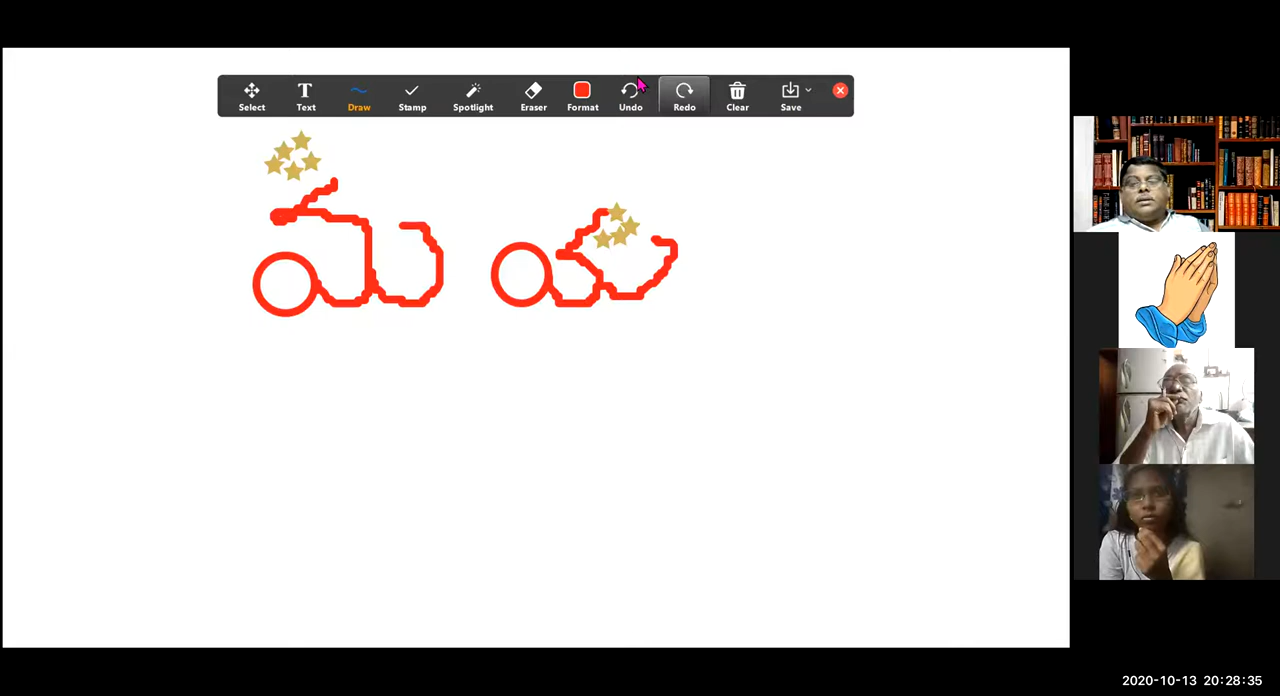 Select Text Draw Stamp Spotlight Eraser Format Undo Redo Clear Save
మ య
2020-10-13 20:28:35